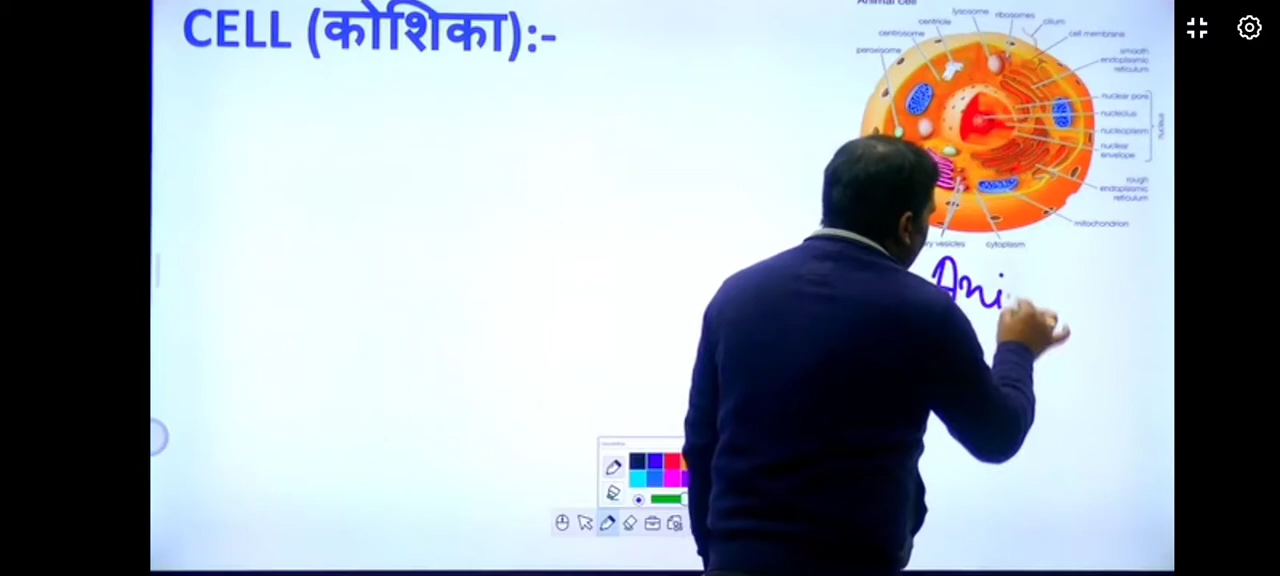 CELL (कोशिका):-
Animal cell
lysosome
ribosomes
centriole
cilium
centrosome
cell membrane
peroxisome
smooth
endoplasmic
reticulum
nuclear pore
nucleolus
nucleus
nucleoplasm
nuclear
envelope
rough
endoplasmic
reticulum
mitochondrion
vesicles
cytoplasm
Ani